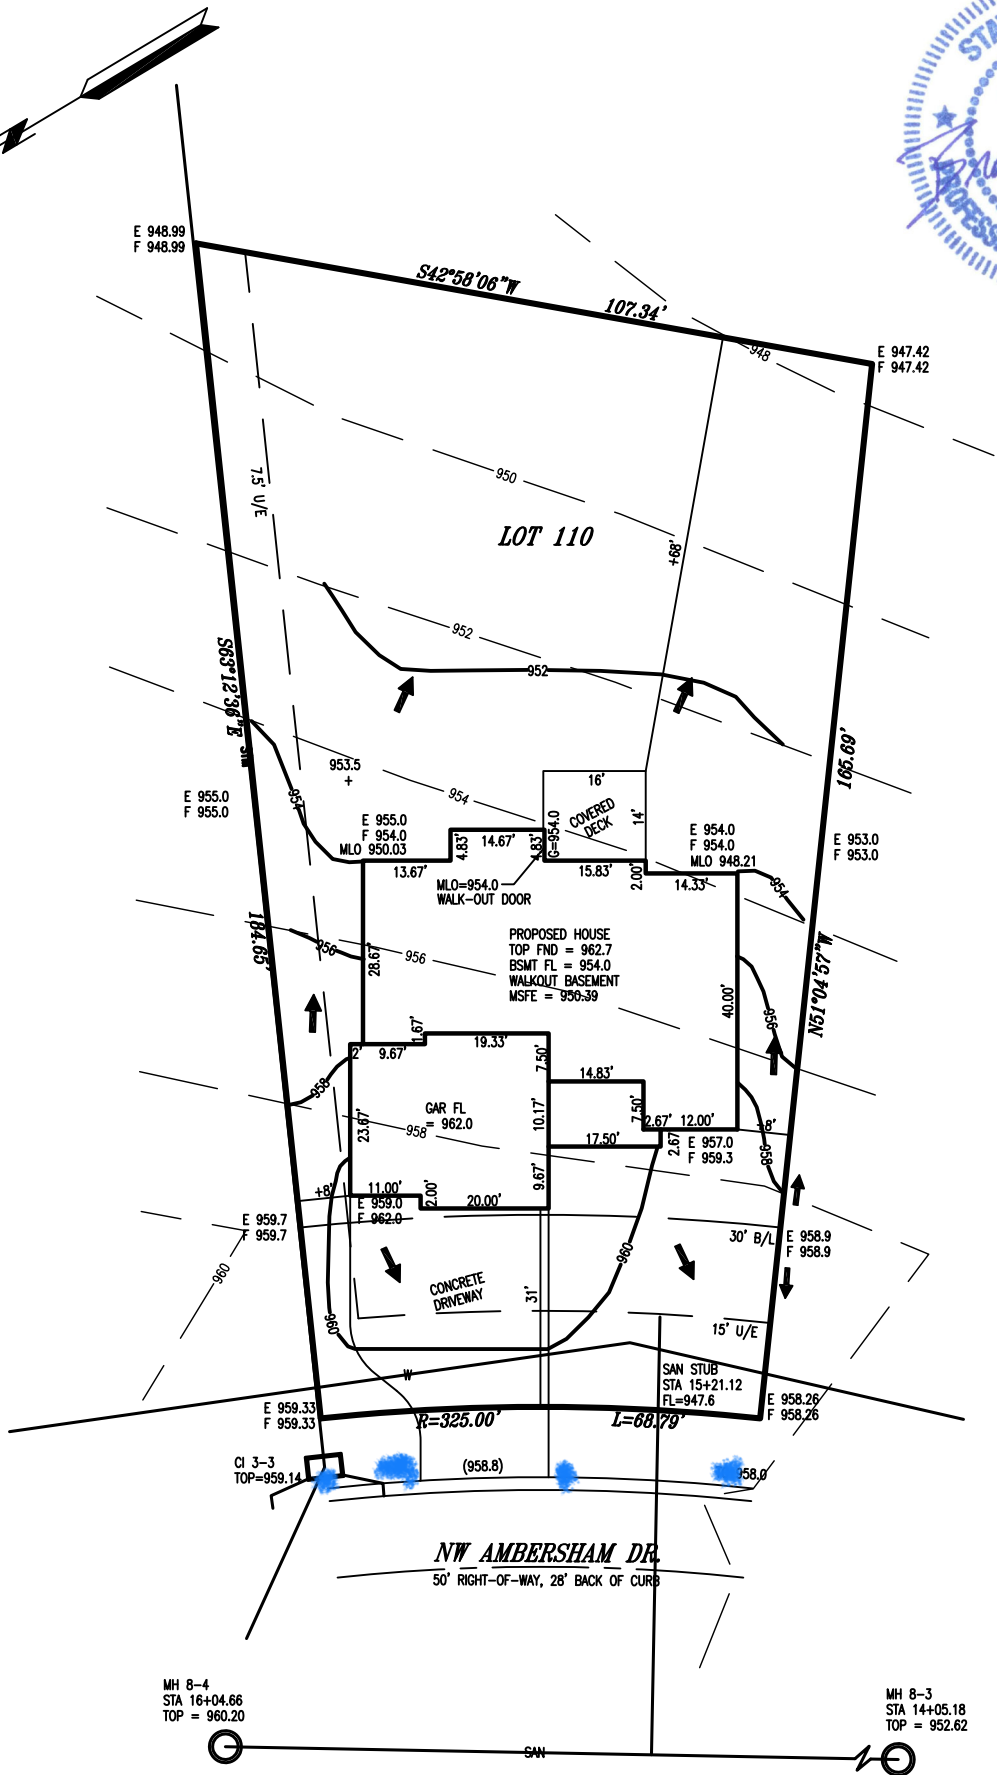 E 948.99
F 948.99
S42°58'06"W
107.34'
E 947.42
F 947.42
948
950
7.5' U/E
LOT 110
+68'
952
952
S63°12'36"E
165.69'
953.5
+
954
954
E 955.0
F 955.0
16'
COVERED
DECK
14'
G=954.0
E 955.0
F 954.0
MLO 950.03
14.67'
4.83'
4.83'
13.67'
15.83'
2.00'
E 954.0
F 954.0
MLO 948.21
14.33'
954
E 953.0
F 953.0
MLO=954.0
WALK-OUT DOOR
184.65'
N51°04'57"W
PROPOSED HOUSE
TOP FND = 962.7
BSMT FL = 954.0
WALKOUT BASEMENT
MSFE = 950.39
956
956
956
28.67'
40.00'
1.67'
2'
9.67'
19.33'
7.50'
14.83'
7.50'
958
23.67'
GAR FL
= 962.0
958
10.17'
2.67'
12.00'
+8'
17.50'
2.67'
E 957.0
F 959.3
958
9.67'
+8'
11.00'
2.00'
20.00'
E 959.0
F 962.0
E 959.7
F 959.7
30' B/L
E 958.9
F 958.9
960
960
960
CONCRETE
DRIVEWAY
31'
15' U/E
W
SAN STUB
STA 15+21.12
FL=947.6
E 959.33
F 959.33
R=325.00'
L=68.79'
E 958.26
F 958.26
CI 3-3
TOP=959.14
(958.8)
958.0
NW AMBERSHAM DR.
50' RIGHT-OF-WAY, 28' BACK OF CURB
MH 8-4
STA 16+04.66
TOP = 960.20
MH 8-3
STA 14+05.18
TOP = 952.62
SAN